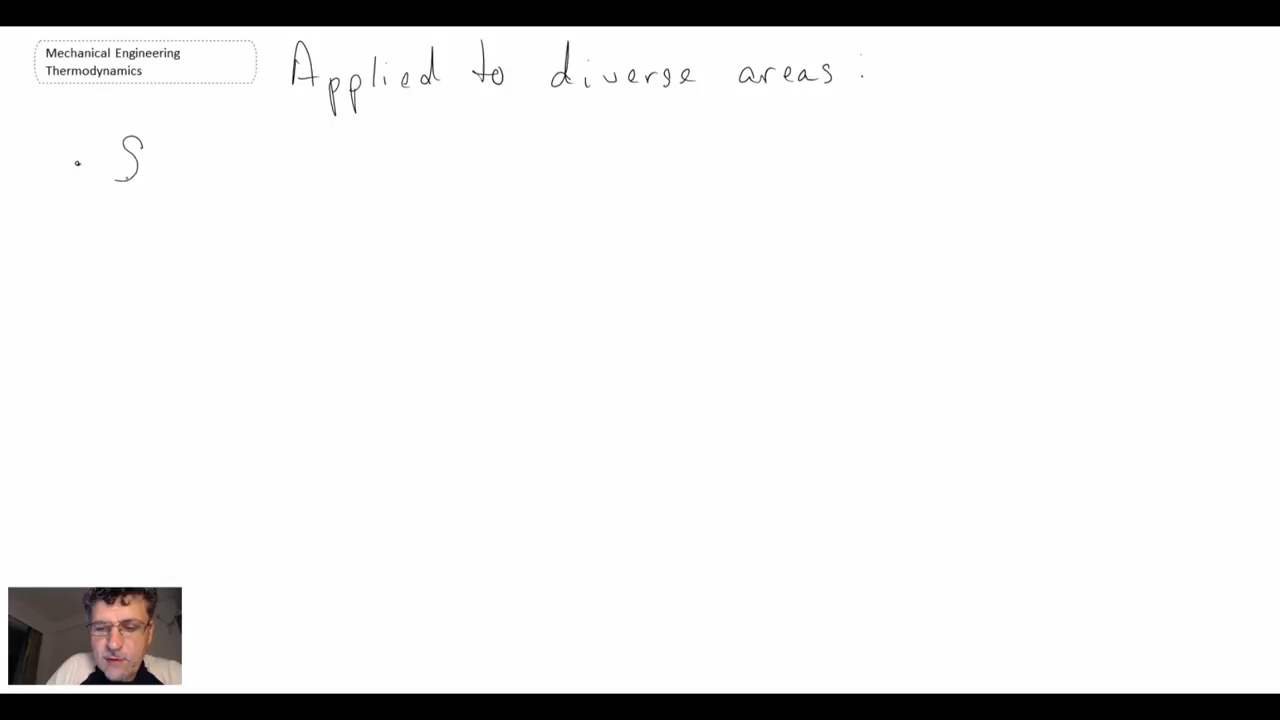 Mechanical Engineering
Thermodynamics
Applied to diverse areas :
· S